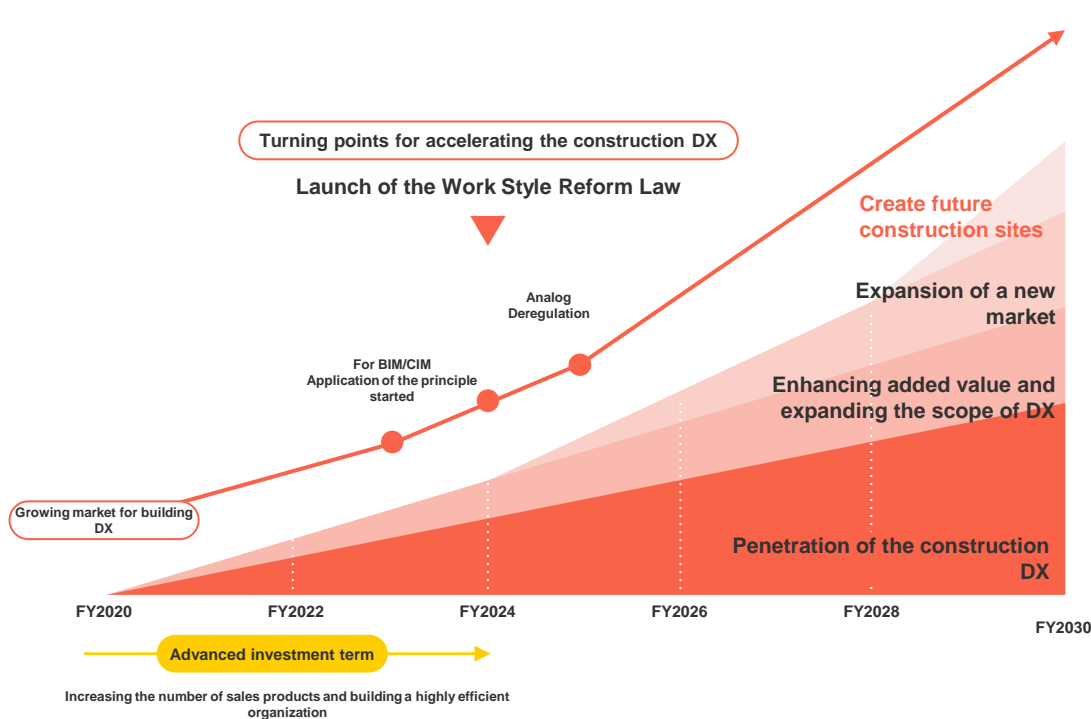 Turning points for accelerating the construction DX
Launch of the Work Style Reform Law
Create future
construction sites
Expansion of a new
market
Analog
Deregulation
For BIM/CIM
Application of the principle
started
Enhancing added value and
expanding the scope of DX
Growing market for building
DX
Penetration of the construction
DX
FY2020
FY2022
FY2024
FY2026
FY2028
FY2030
Advanced investment term
Increasing the number of sales products and building a highly efficient
organization